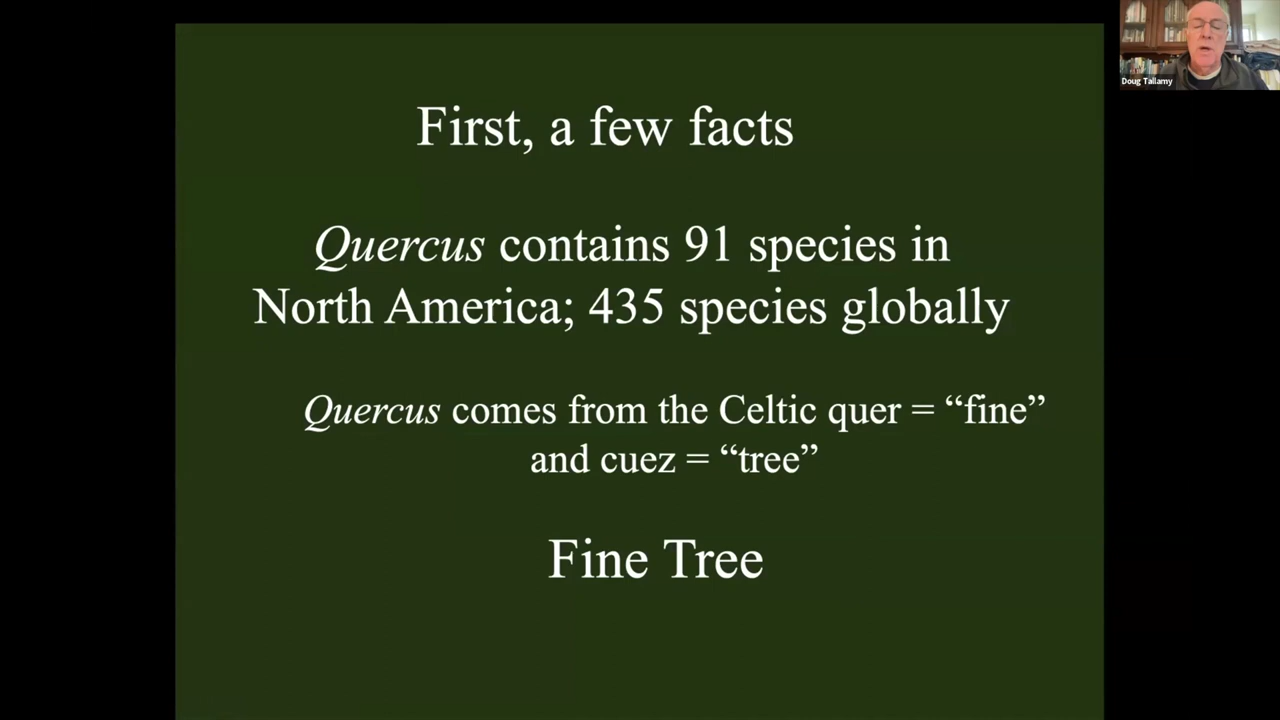 First, a few facts
Quercus contains 91 species in
North America; 435 species globally
Quercus comes from the Celtic quer = “fine”
and cuez = “tree”
Fine Tree
Doug Tallamy